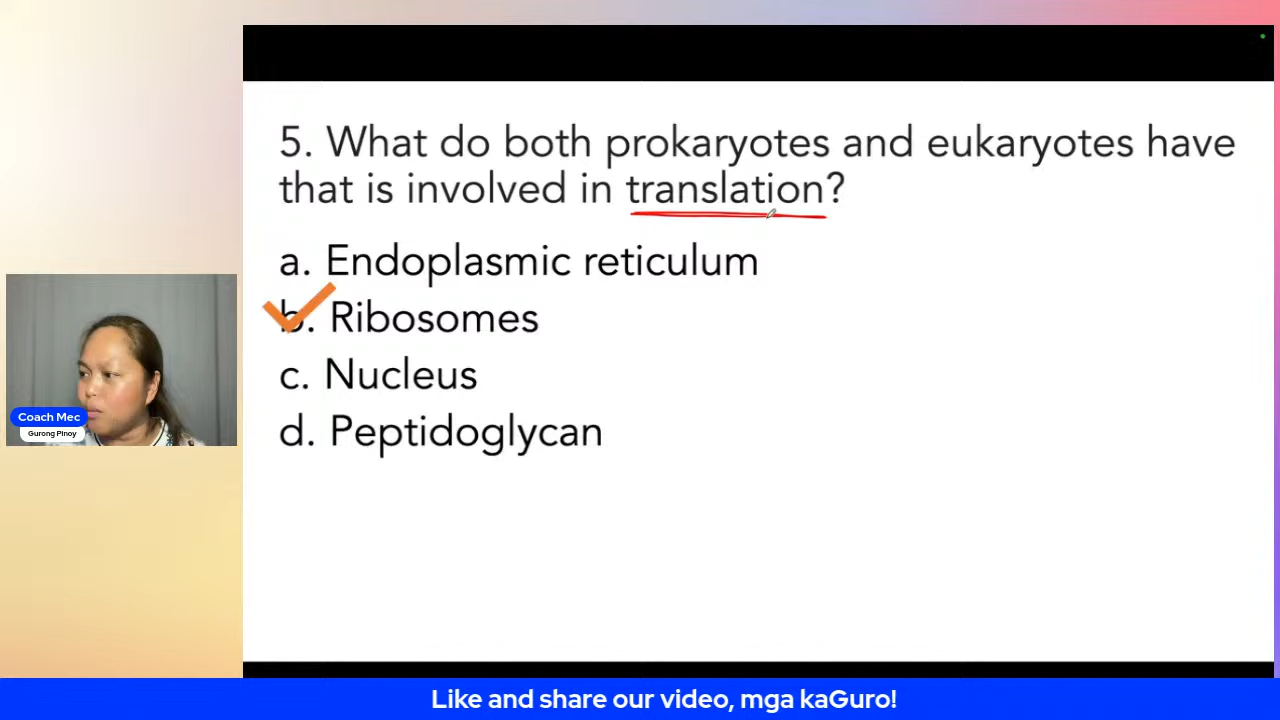 5. What do both prokaryotes and eukaryotes have
that is involved in translation?
a. Endoplasmic reticulum
b. Ribosomes
c. Nucleus
d. Peptidoglycan
Coach Mec
Gurong Pinoy
Like and share our video, mga kaGuro!